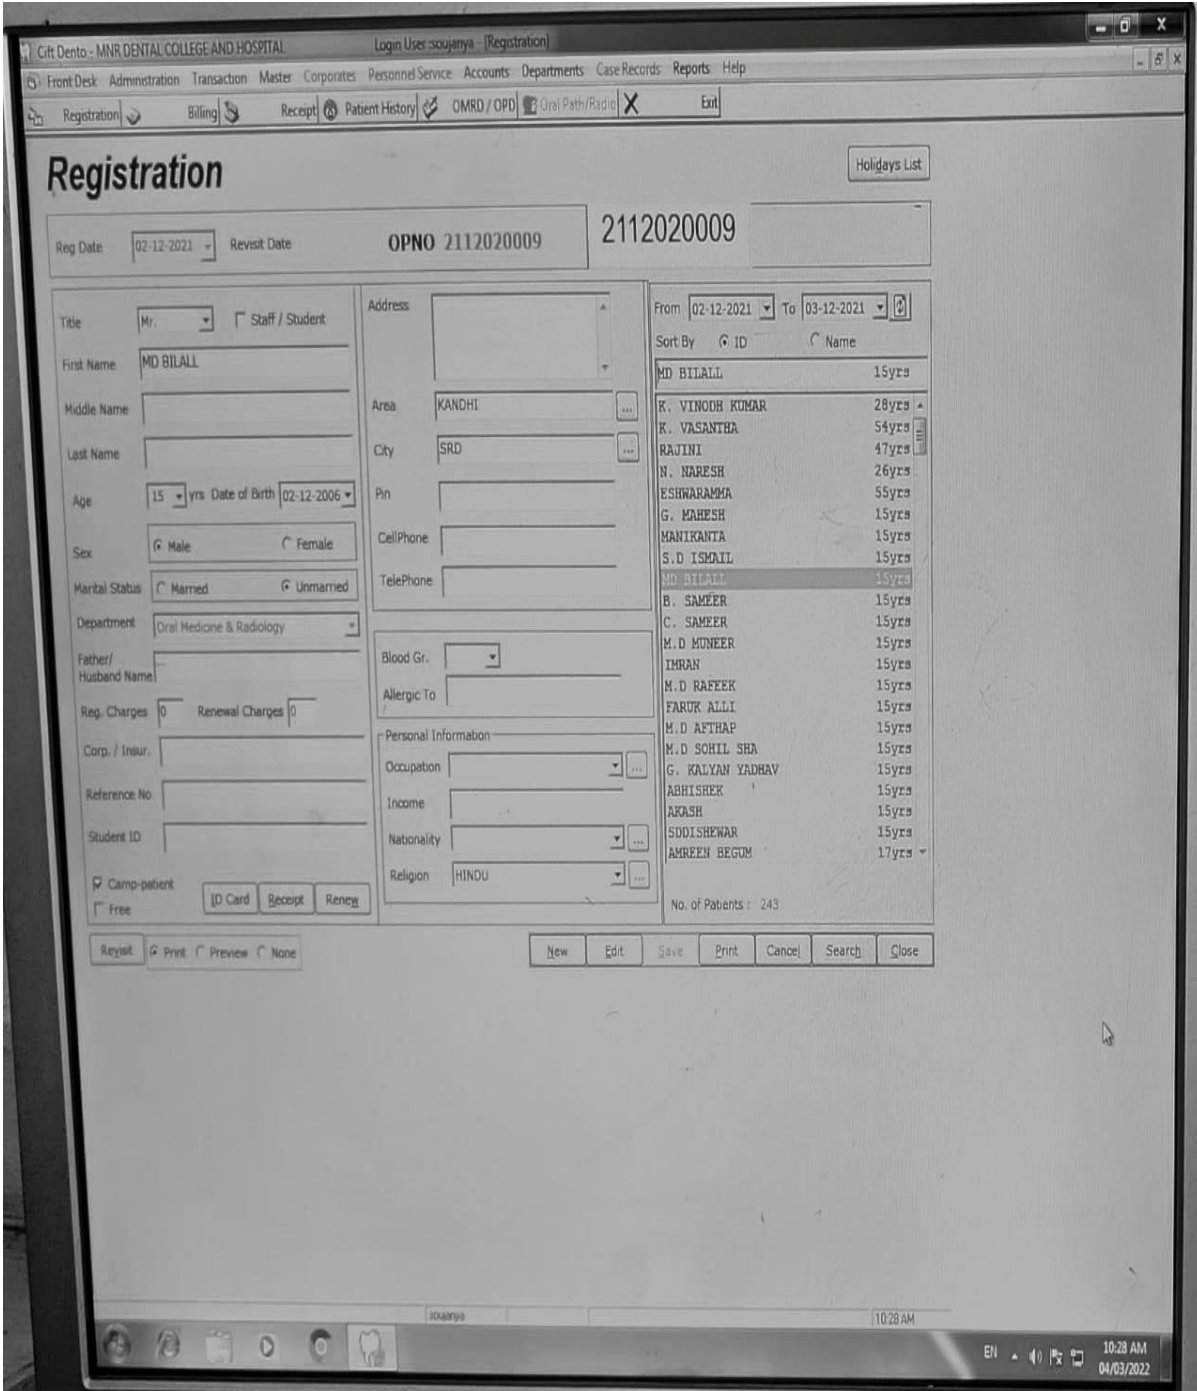 Cift Dento - MNR DENTAL COLLEGE AND HOSPITAL Login User :soujanya - [Registration]
Front Desk Administration Transaction Master Corporates Personnel Service Accounts Departments Case Records Reports Help
Registration Billing Receipt Patient History OMRD / OPD Oral Path/Radio Exit
Registration
Holidays List
Reg Date 02-12-2021 Revisit Date OPNO 2112020009 2112020009
Title Mr. Staff / Student
First Name MD BILALL
Middle Name
Last Name
Age 15 yrs Date of Birth 02-12-2006
Sex Male Female
Marital Status Married Unmarried
Department Oral Medicine & Radiology
Father/
Husband Name
Reg. Charges 0 Renewal Charges 0
Corp. / Insur.
Reference No
Student ID
Camp-patient
Free
ID Card Receipt Renew
Address
Area KANDHI ...
City SRD ...
Pin
CellPhone
TelePhone
Blood Gr.
Allergic To
Personal Information
Occupation ...
Income
Nationality ...
Religion HINDU ...
From 02-12-2021 To 03-12-2021
Sort By ID Name
MD BILALL 15yrs
K. VINODH KUMAR 28yrs
K. VASANTHA 54yrs
RAJINI 47yrs
N. NARESH 26yrs
ESHWARAMMA 55yrs
G. MAHESH 15yrs
MANIKANTA 15yrs
S.D ISMAIL 15yrs
MD BILALL 15yrs
B. SAMEER 15yrs
C. SAMEER 15yrs
M.D MUNEER 15yrs
IMRAN 15yrs
M.D RAFEEK 15yrs
FARUK ALLI 15yrs
M.D AFTHAP 15yrs
M.D SOHIL SHA 15yrs
G. KALYAN YADHAV 15yrs
ABHISHEK 15yrs
AKASH 15yrs
SDDISHEWAR 15yrs
AMREEN BEGUM 17yrs
No. of Patients : 243
Revisit Print Preview None
New Edit Save Print Cancel Search Close
soujanya 10:28 AM
EN 10:28 AM
04/03/2022